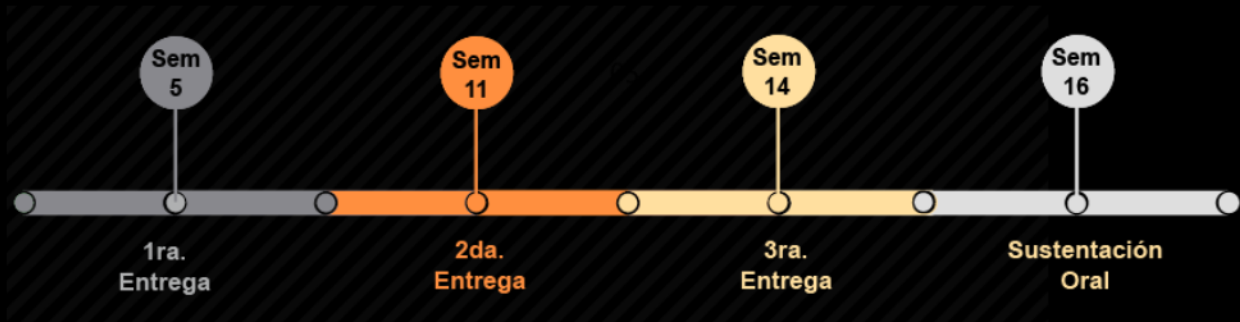 Sem
5
Sem
11
Sem
14
Sem
16
1ra.
Entrega
2da.
Entrega
3ra.
Entrega
Sustentación
Oral